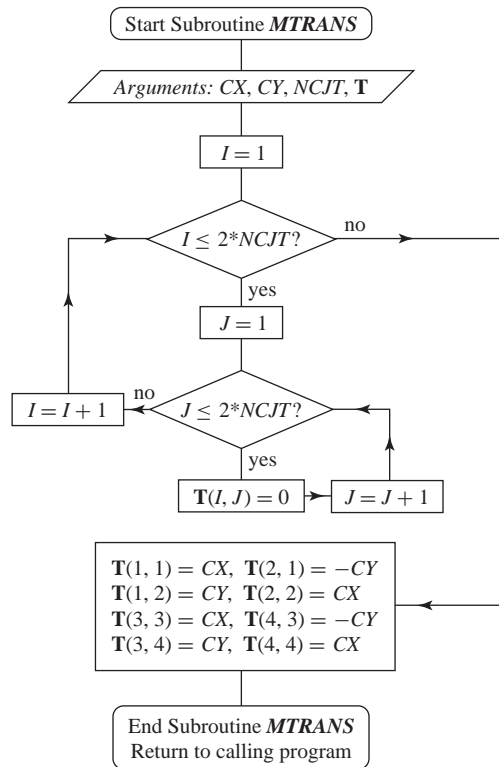 Start Subroutine MTRANS
Arguments: CX, CY, NCJT, T
I = 1
I ≤ 2*NCJT?
no
yes
J = 1
no
I = I + 1
J ≤ 2*NCJT?
yes
T(I, J) = 0
J = J + 1
T(1, 1) = CX, T(2, 1) = −CY
T(1, 2) = CY, T(2, 2) = CX
T(3, 3) = CX, T(4, 3) = −CY
T(3, 4) = CY, T(4, 4) = CX
End Subroutine MTRANS
Return to calling program